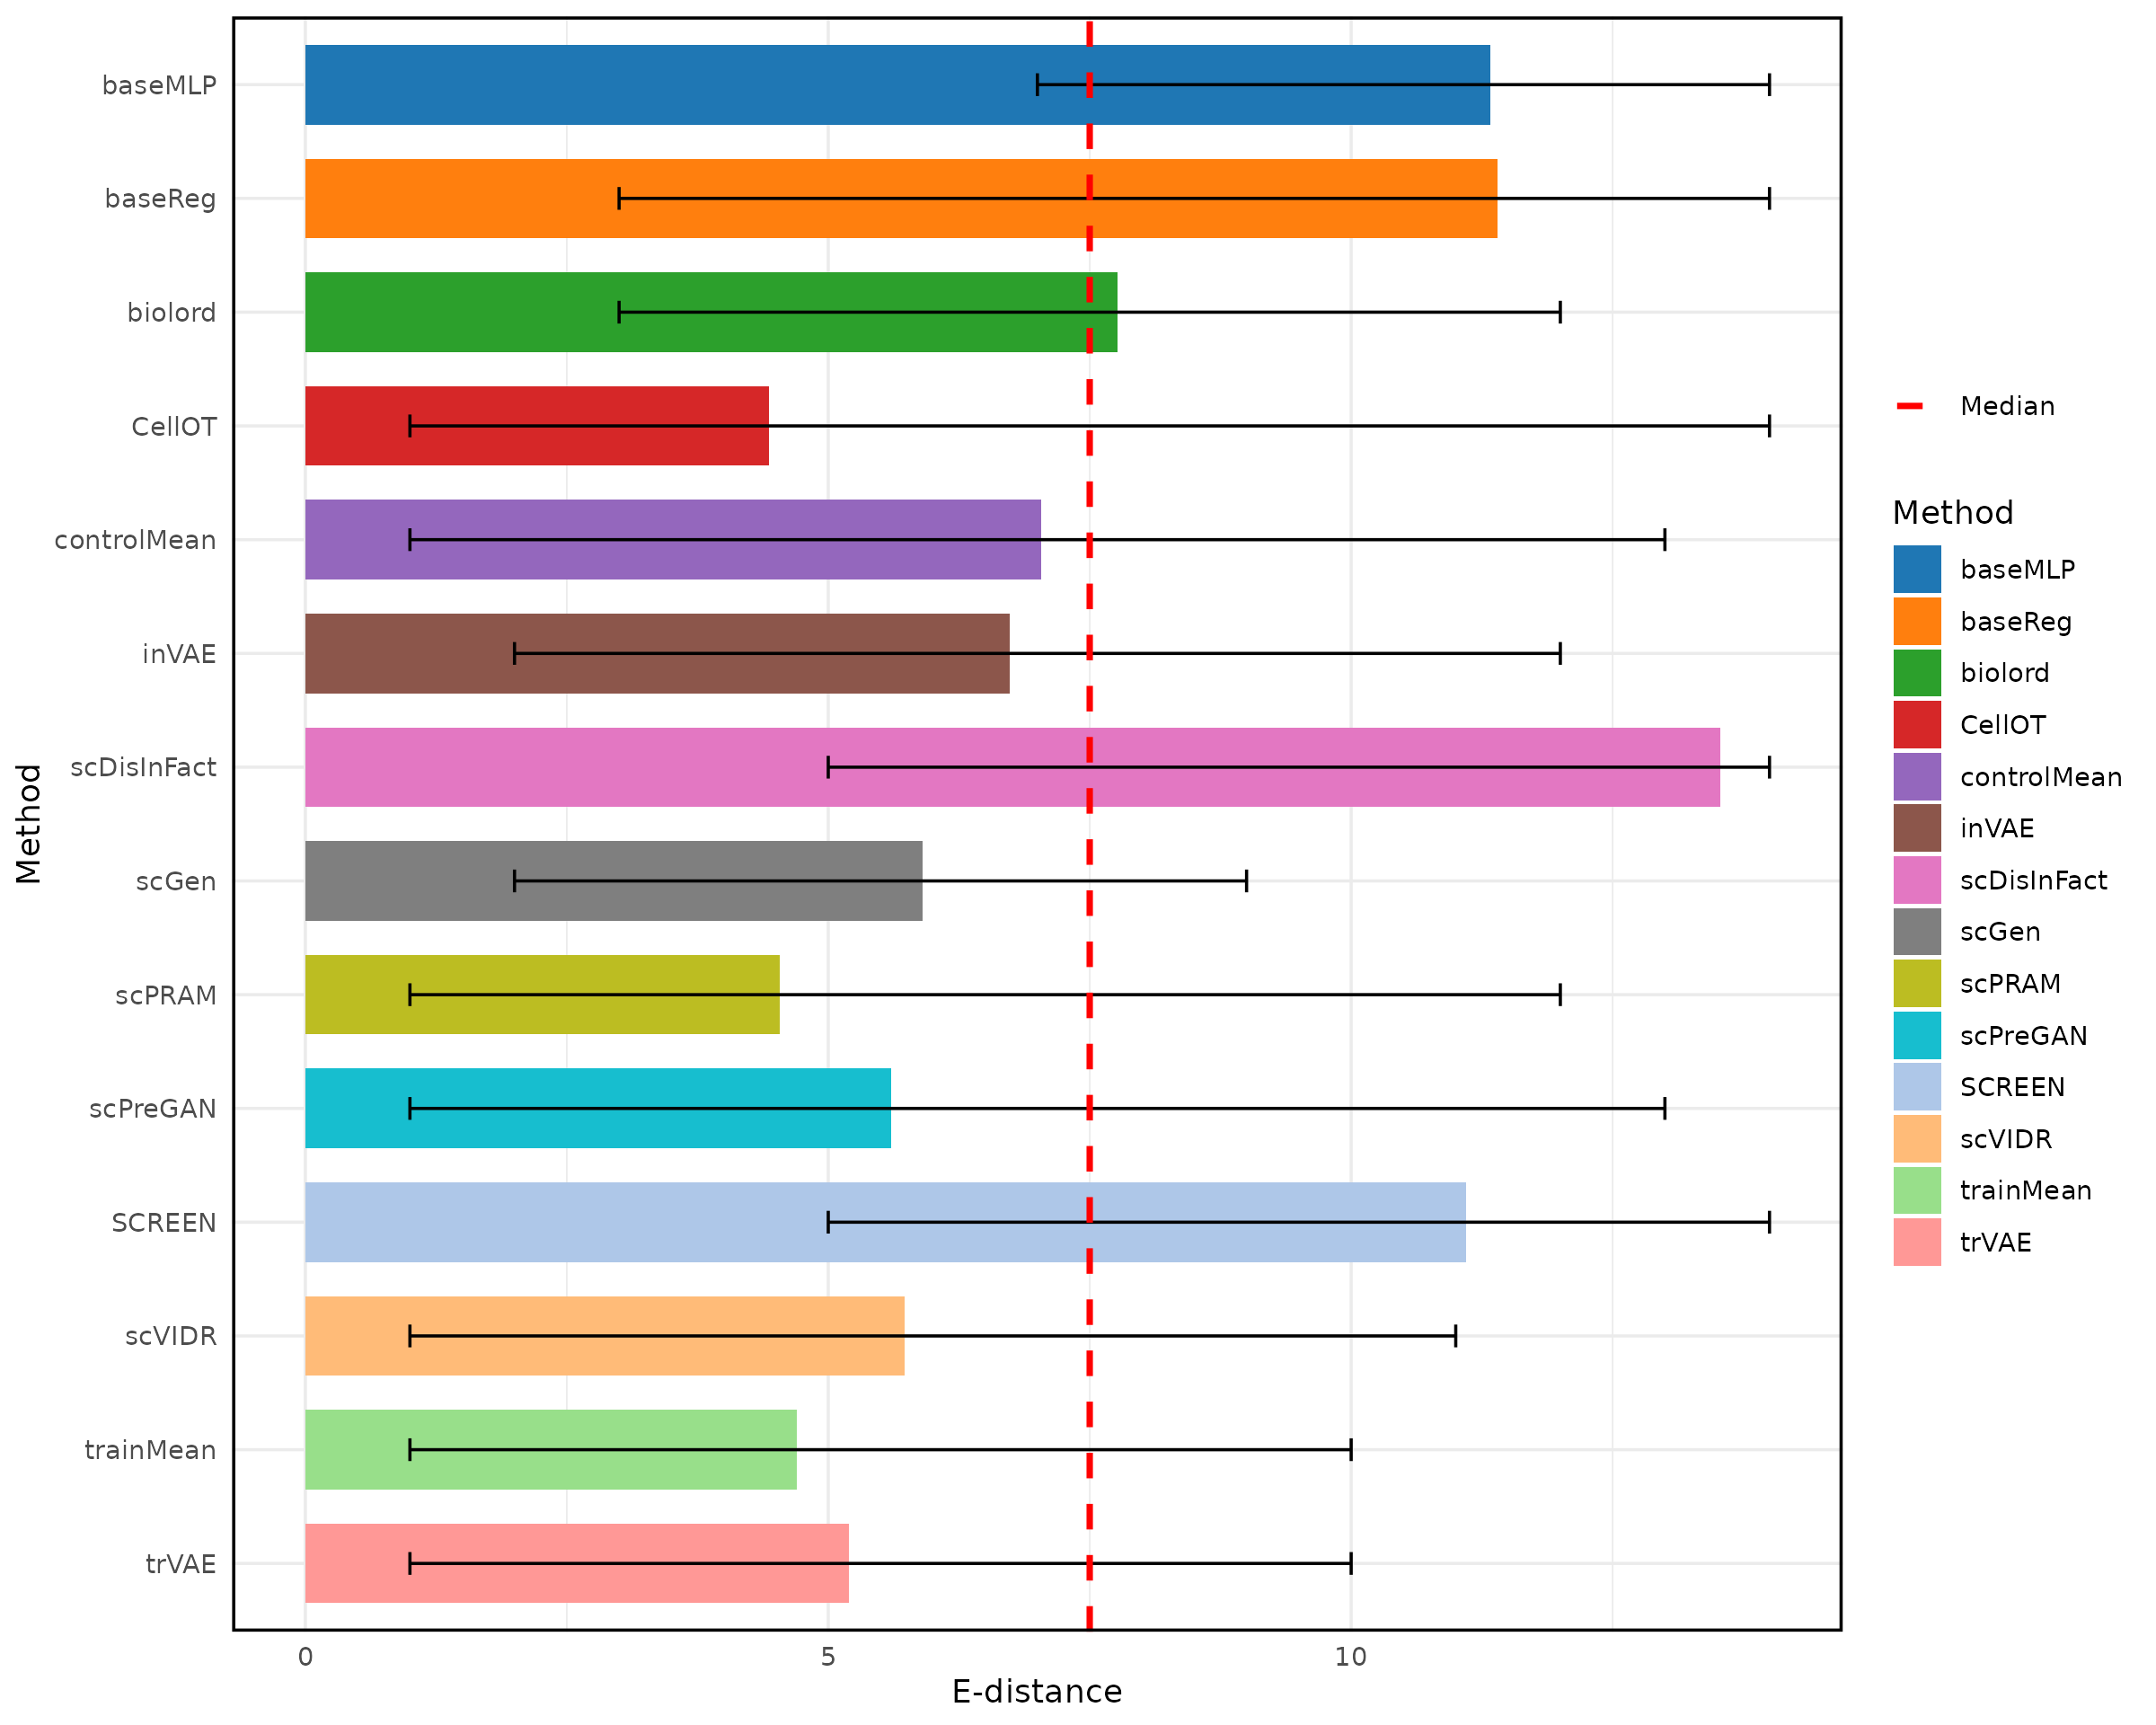 Method
baseMLP
baseReg
biolord
CellOT
controlMean
inVAE
scDisInFact
scGen
scPRAM
scPreGAN
SCREEN
scVIDR
trainMean
trVAE
0 5 10
E-distance
Median
Method
baseMLP
baseReg
biolord
CellOT
controlMean
inVAE
scDisInFact
scGen
scPRAM
scPreGAN
SCREEN
scVIDR
trainMean
trVAE